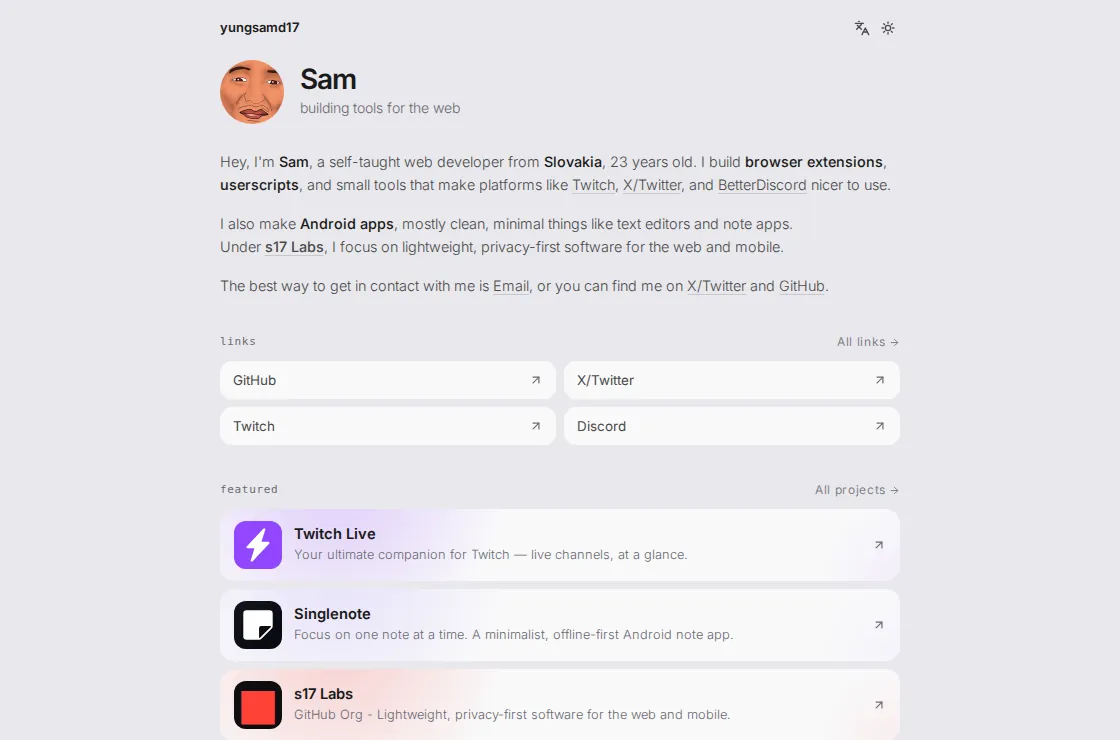 yungsamd17
Sam
building tools for the web
Hey, I'm Sam, a self-taught web developer from Slovakia, 23 years old. I build browser extensions,
userscripts, and small tools that make platforms like Twitch, X/Twitter, and BetterDiscord nicer to use.
I also make Android apps, mostly clean, minimal things like text editors and note apps.
Under s17 Labs, I focus on lightweight, privacy-first software for the web and mobile.
The best way to get in contact with me is Email, or you can find me on X/Twitter and GitHub.
links
All links →
GitHub
X/Twitter
Twitch
Discord
featured
All projects →
Twitch Live
Your ultimate companion for Twitch — live channels, at a glance.
Singlenote
Focus on one note at a time. A minimalist, offline-first Android note app.
s17 Labs
GitHub Org - Lightweight, privacy-first software for the web and mobile.